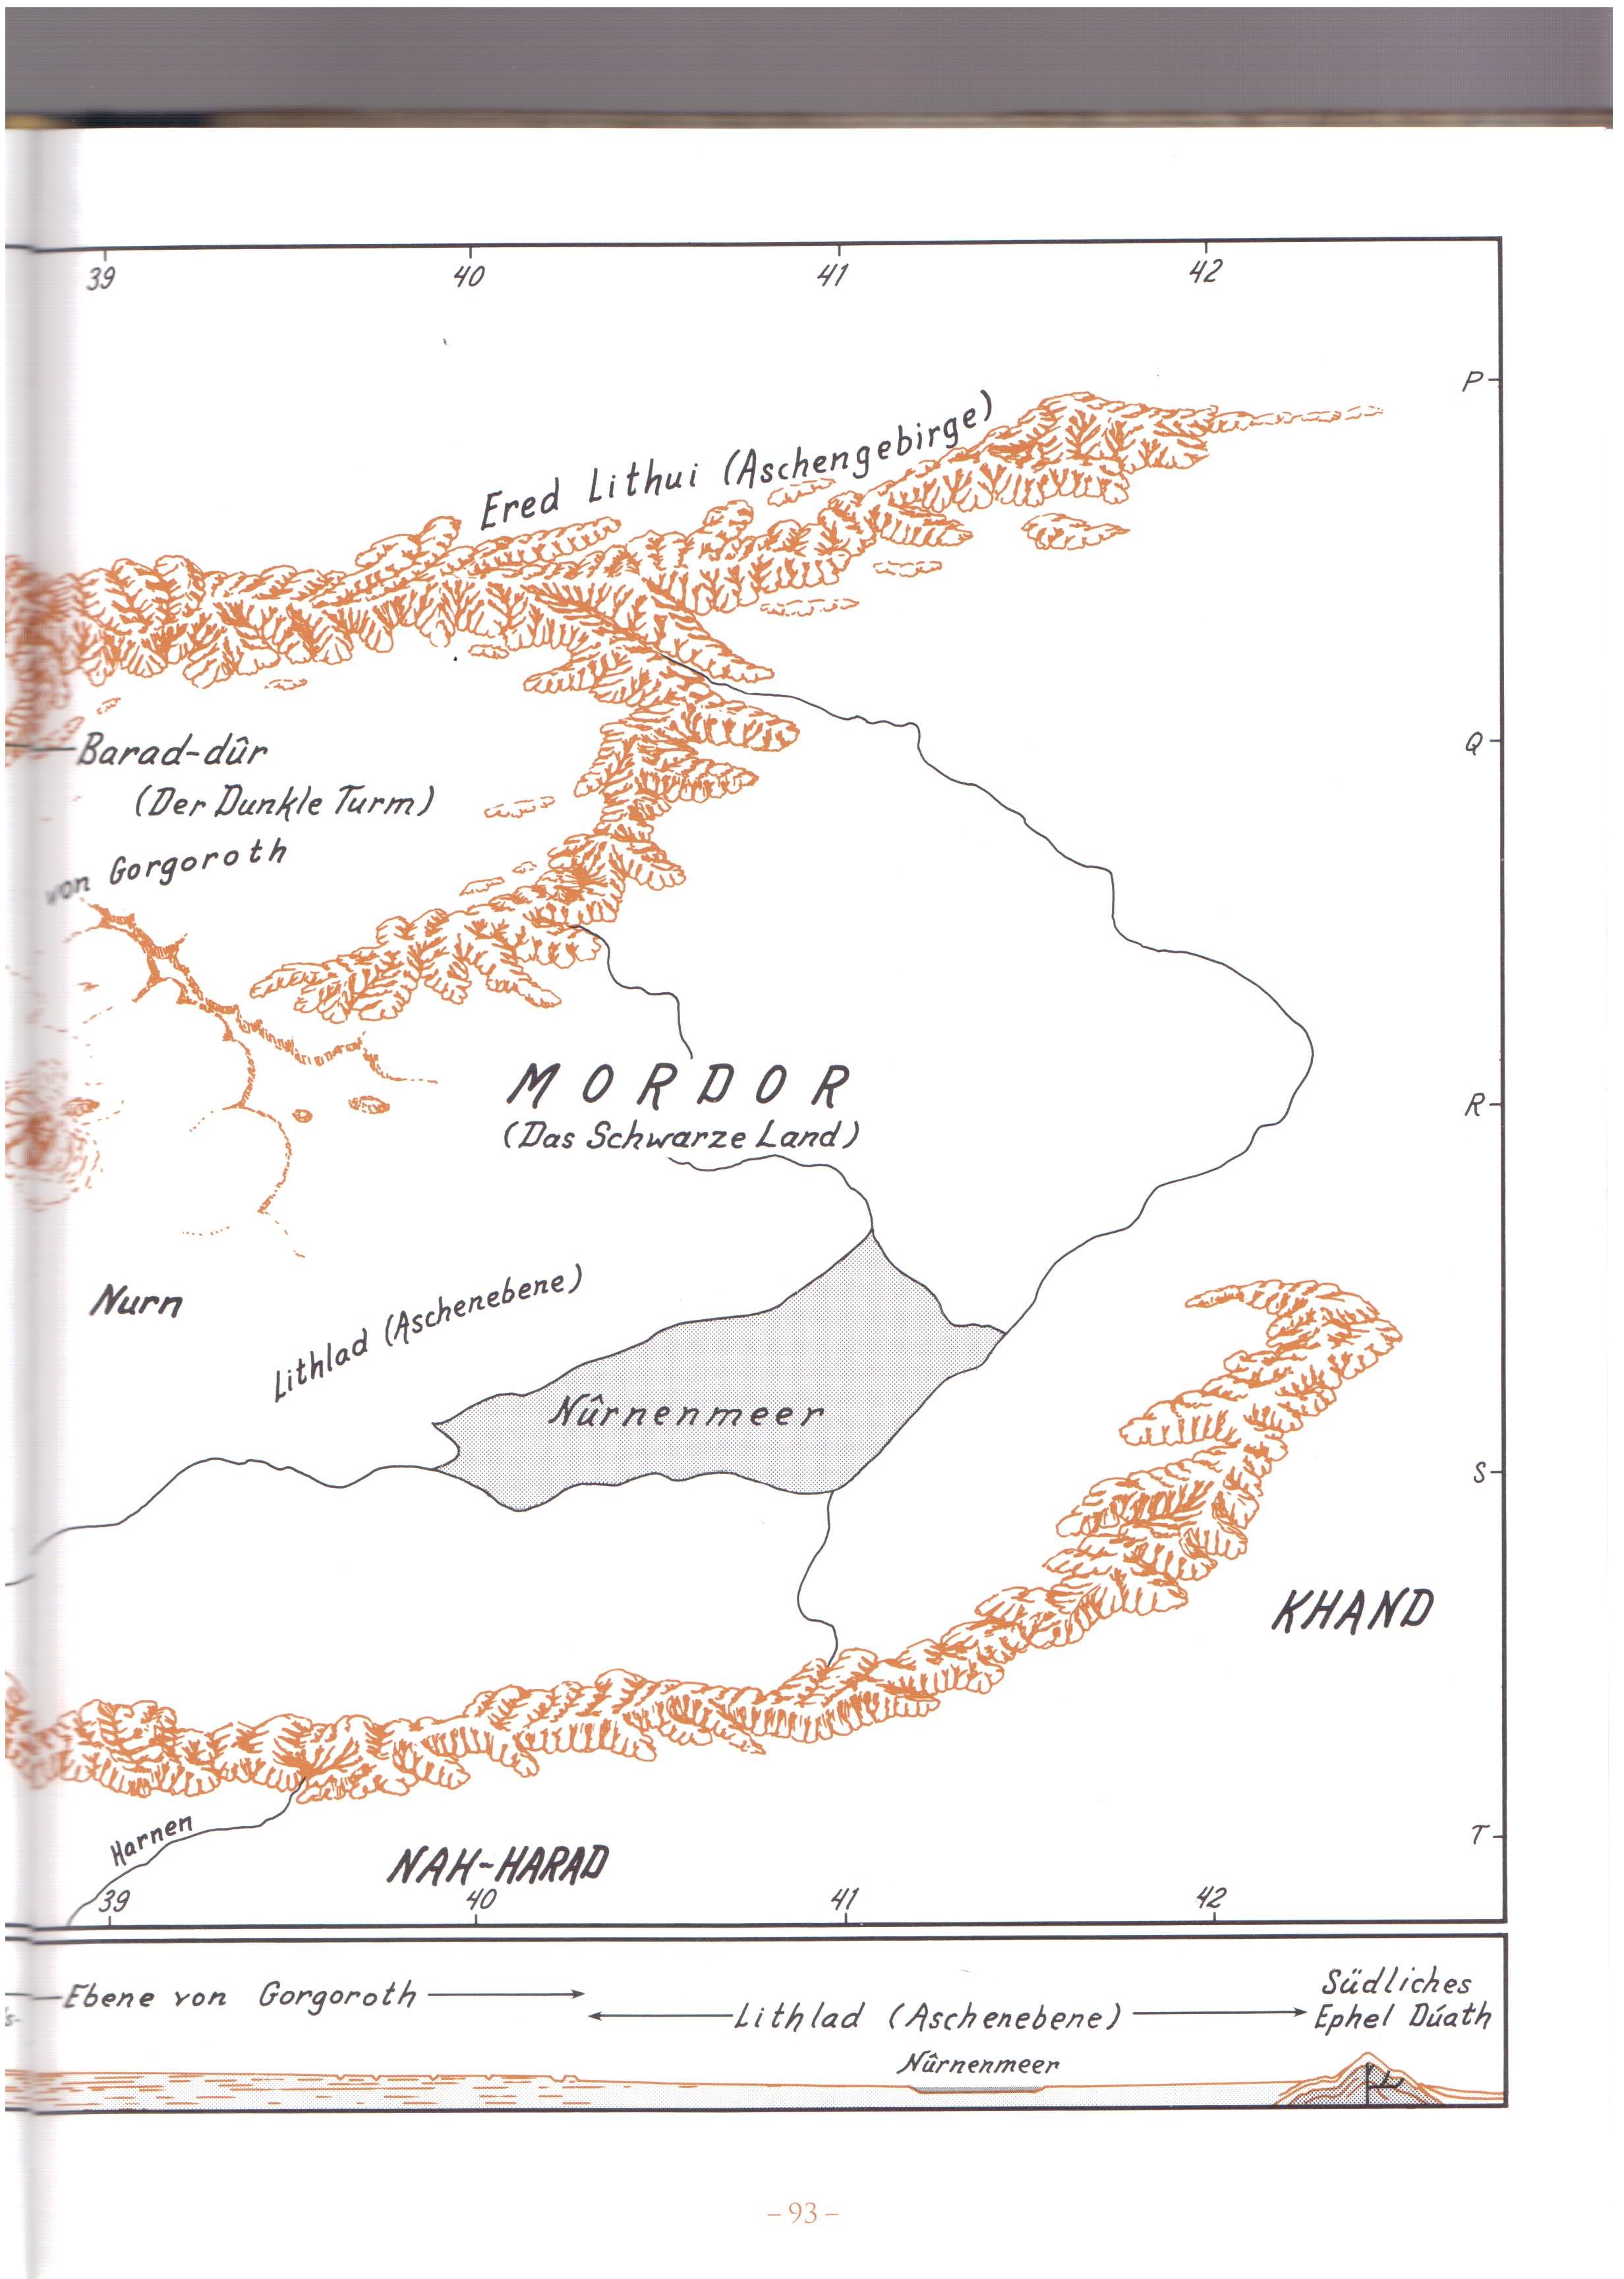 39 40 41 42
P
Ered Lithui (Aschengebirge)
Q
Barad-dûr
(Der Dunkle Turm)
von Gorgoroth
MORDOR
R
(Das Schwarze Land)
Nurn
Lithlad (Aschenebene)
Nûrnenmeer
S
KHAND
Harnen
T
NAH-HARAD
39 40 41 42
Ebene von Gorgoroth
Lithlad (Aschenebene)
Südliches
Ephel Dúath
Nûrnenmeer
– 93 –